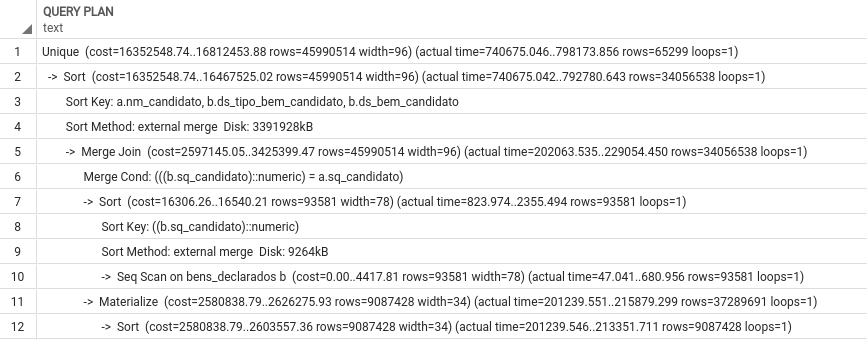 QUERY PLAN
text
1 Unique (cost=16352548.74..16812453.88 rows=45990514 width=96) (actual time=740675.046..798173.856 rows=65299 loops=1)
2 -> Sort (cost=16352548.74..16467525.02 rows=45990514 width=96) (actual time=740675.042..792780.643 rows=34056538 loops=1)
3 Sort Key: a.nm_candidato, b.ds_tipo_bem_candidato, b.ds_bem_candidato
4 Sort Method: external merge Disk: 3391928kB
5 -> Merge Join (cost=2597145.05..3425399.47 rows=45990514 width=96) (actual time=202063.535..229054.450 rows=34056538 loops=1)
6 Merge Cond: (((b.sq_candidato)::numeric) = a.sq_candidato)
7 -> Sort (cost=16306.26..16540.21 rows=93581 width=78) (actual time=823.974..2355.494 rows=93581 loops=1)
8 Sort Key: ((b.sq_candidato)::numeric)
9 Sort Method: external merge Disk: 9264kB
10 -> Seq Scan on bens_declarados b (cost=0.00..4417.81 rows=93581 width=78) (actual time=47.041..680.956 rows=93581 loops=1)
11 -> Materialize (cost=2580838.79..2626275.93 rows=9087428 width=34) (actual time=201239.551..215879.299 rows=37289691 loops=1)
12 -> Sort (cost=2580838.79..2603557.36 rows=9087428 width=34) (actual time=201239.546..213351.711 rows=9087428 loops=1)